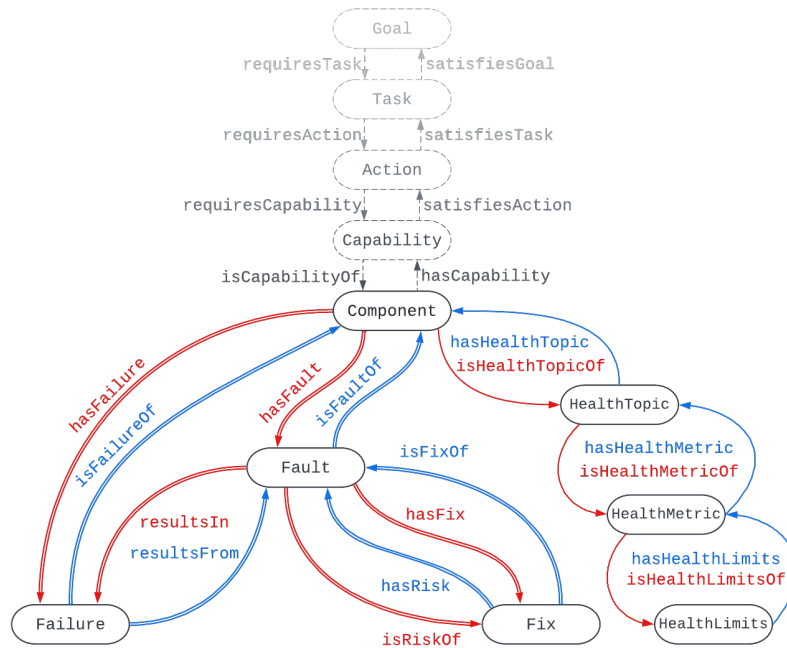 Goal
requiresTask
satisfiesGoal
Task
requiresAction
satisfiesTask
Action
requiresCapability
satisfiesAction
Capability
isCapabilityOf
hasCapability
Component
hasHealthTopic
isHealthTopicOf
hasFailure
isFailureOf
hasFault
isFaultOf
HealthTopic
isFixOf
hasHealthMetric
isHealthMetricOf
Fault
resultsIn
resultsFrom
hasFix
HealthMetric
hasRisk
hasHealthLimits
isHealthLimitsOf
isRiskOf
Failure
Fix
HealthLimits